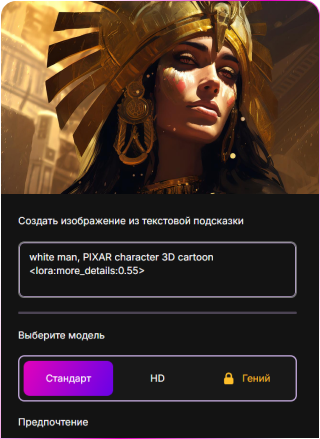 Создать изображение из текстовой подсказки
white man, PIXAR character 3D cartoon
<lora:more_details:0.55>
Выберите модель
Стандарт HD Гений
Предпочтение